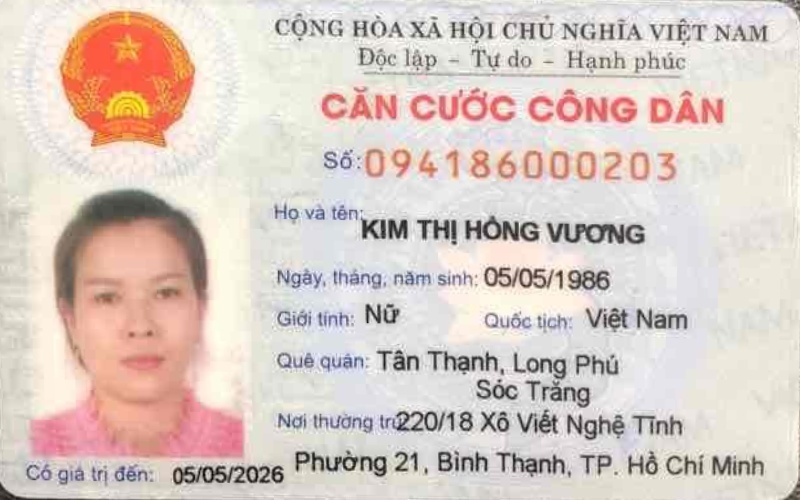 CỘNG HÒA XÃ HỘI CHỦ NGHĨA VIỆT NAM
Độc lập - Tự do - Hạnh phúc
CĂN CƯỚC CÔNG DÂN
Số: 094186000203
Họ và tên: KIM THỊ HỒNG VƯƠNG
Ngày, tháng, năm sinh: 05/05/1986
Giới tính: Nữ Quốc tịch: Việt Nam
Quê quán: Tân Thạnh, Long Phú
Sóc Trăng
Nơi thường trú 220/18 Xô Viết Nghệ Tĩnh
Phường 21, Bình Thạnh, TP. Hồ Chí Minh
Có giá trị đến: 05/05/2026